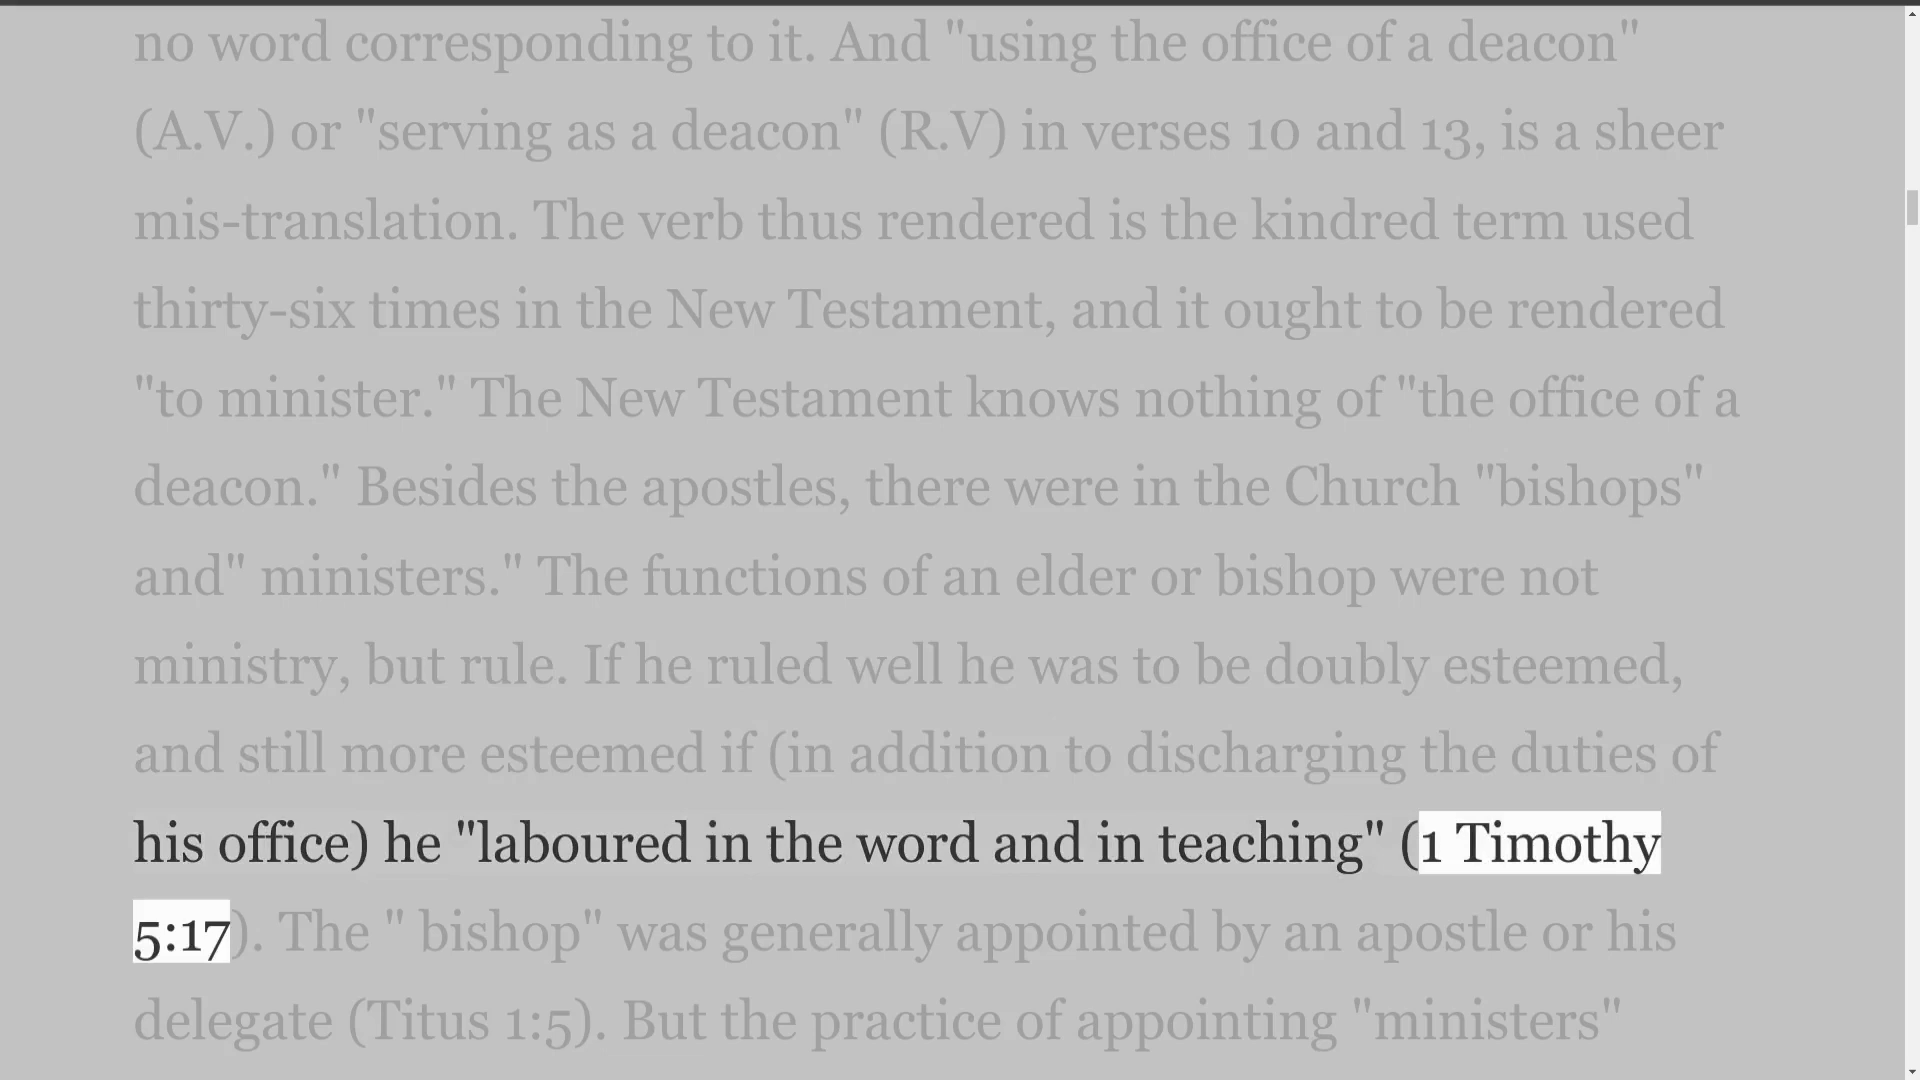 no word corresponding to it. And "using the office of a deacon"
(A.V.) or "serving as a deacon" (R.V) in verses 10 and 13, is a sheer
mis-translation. The verb thus rendered is the kindred term used
thirty-six times in the New Testament, and it ought to be rendered
"to minister." The New Testament knows nothing of "the office of a
deacon." Besides the apostles, there were in the Church "bishops"
and" ministers." The functions of an elder or bishop were not
ministry, but rule. If he ruled well he was to be doubly esteemed,
and still more esteemed if (in addition to discharging the duties of
his office) he "laboured in the word and in teaching" (1 Timothy
5:17). The " bishop" was generally appointed by an apostle or his
delegate (Titus 1:5). But the practice of appointing "ministers"